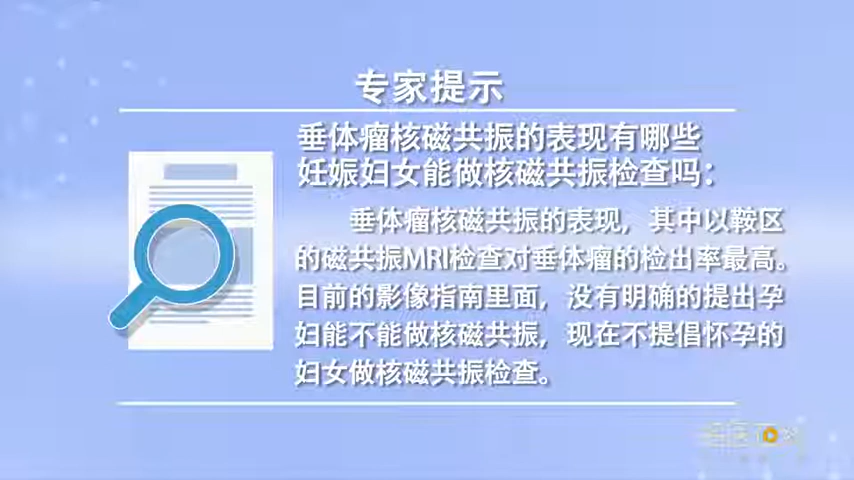 专家提示
垂体瘤核磁共振的表现有哪些
妊娠妇女能做核磁共振检查吗：
垂体瘤核磁共振的表现，其中以鞍区
的磁共振MRI检查对垂体瘤的检出率最高。
目前的影像指南里面，没有明确的提出孕
妇能不能做核磁共振，现在不提倡怀孕的
妇女做核磁共振检查。